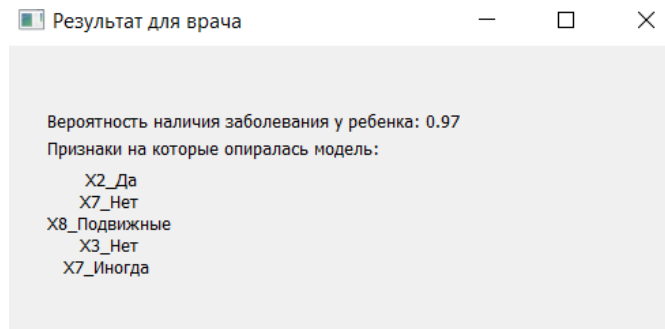 Результат для врача
Вероятность наличия заболевания у ребенка: 0.97
Признаки на которые опиралась модель:
X2_Да
X7_Нет
X8_Подвижные
X3_Нет
X7_Иногда